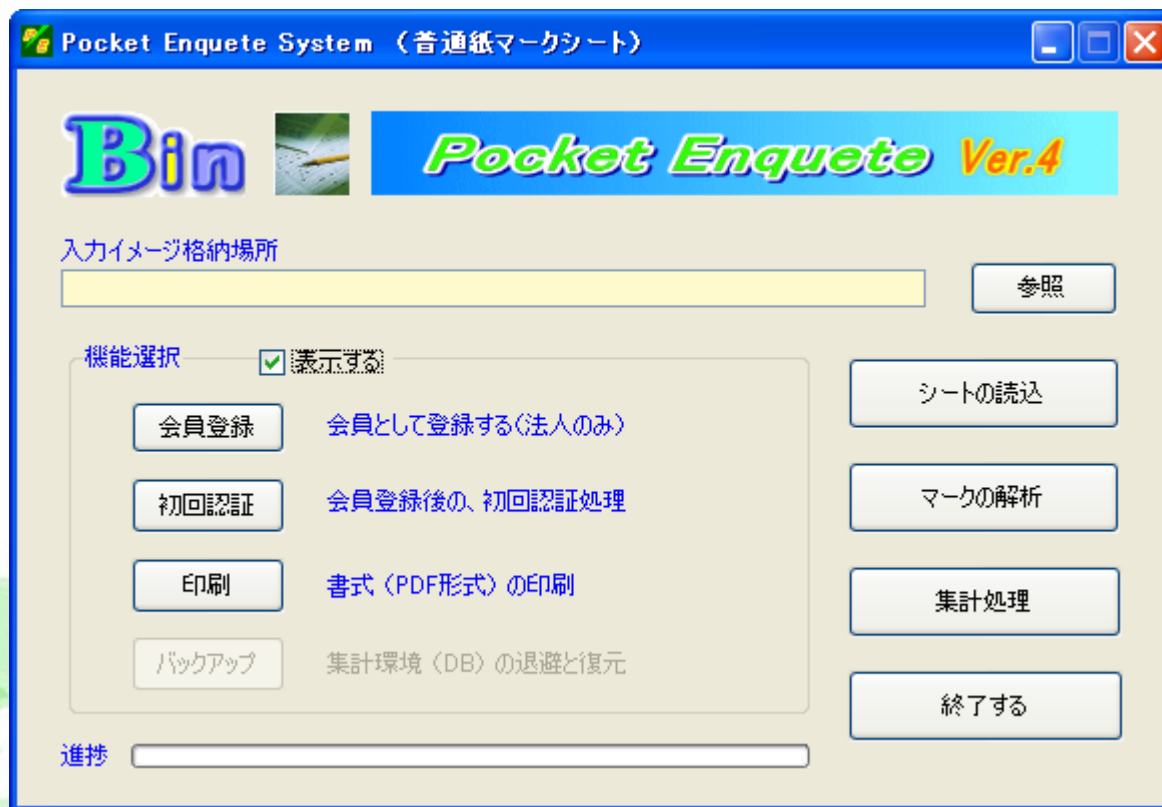 Pocket Enquete System （普通紙マークシート）
Bin
Pocket Enquete Ver.4
入力イメージ格納場所
参照
機能選択
表示する
会員登録 会員として登録する（法人のみ）
初回認証 会員登録後の、初回認証処理
印刷 書式（PDF形式）の印刷
バックアップ 集計環境（DB）の退避と復元
シートの読込
マークの解析
集計処理
終了する
進捗